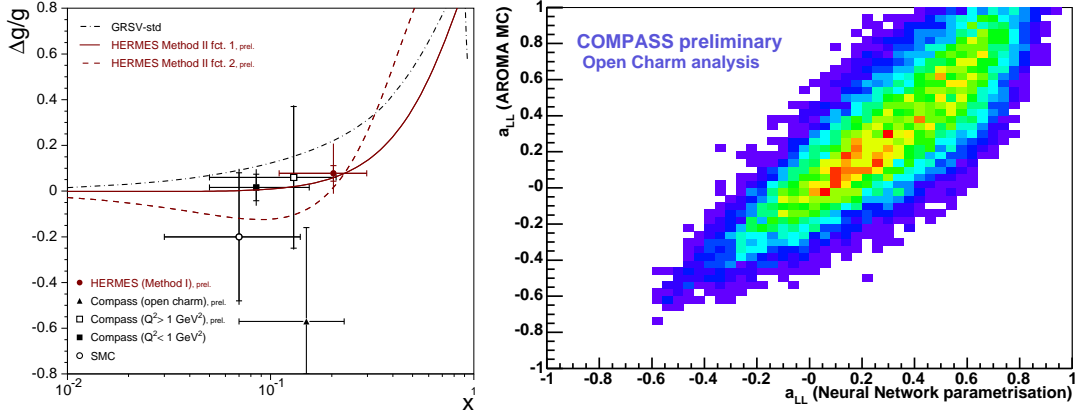 Δg/g
0.8
0.6
0.4
0.2
0
-0.2
-0.4
-0.6
-0.8
GRSV-std
HERMES Method II fct. 1, prel.
HERMES Method II fct. 2, prel.
HERMES (Method I), prel.
Compass (open charm), prel.
Compass (Q²> 1 GeV²), prel.
Compass (Q²< 1 GeV²)
SMC
10⁻²
10⁻¹
1
x
a_LL (AROMA MC)
1
0.8
0.6
0.4
0.2
-0
-0.2
-0.4
-0.6
-0.8
-1
COMPASS preliminary
Open Charm analysis
-1 -0.8 -0.6 -0.4 -0.2 -0 0.2 0.4 0.6 0.8 1
a_LL (Neural Network parametrisation)